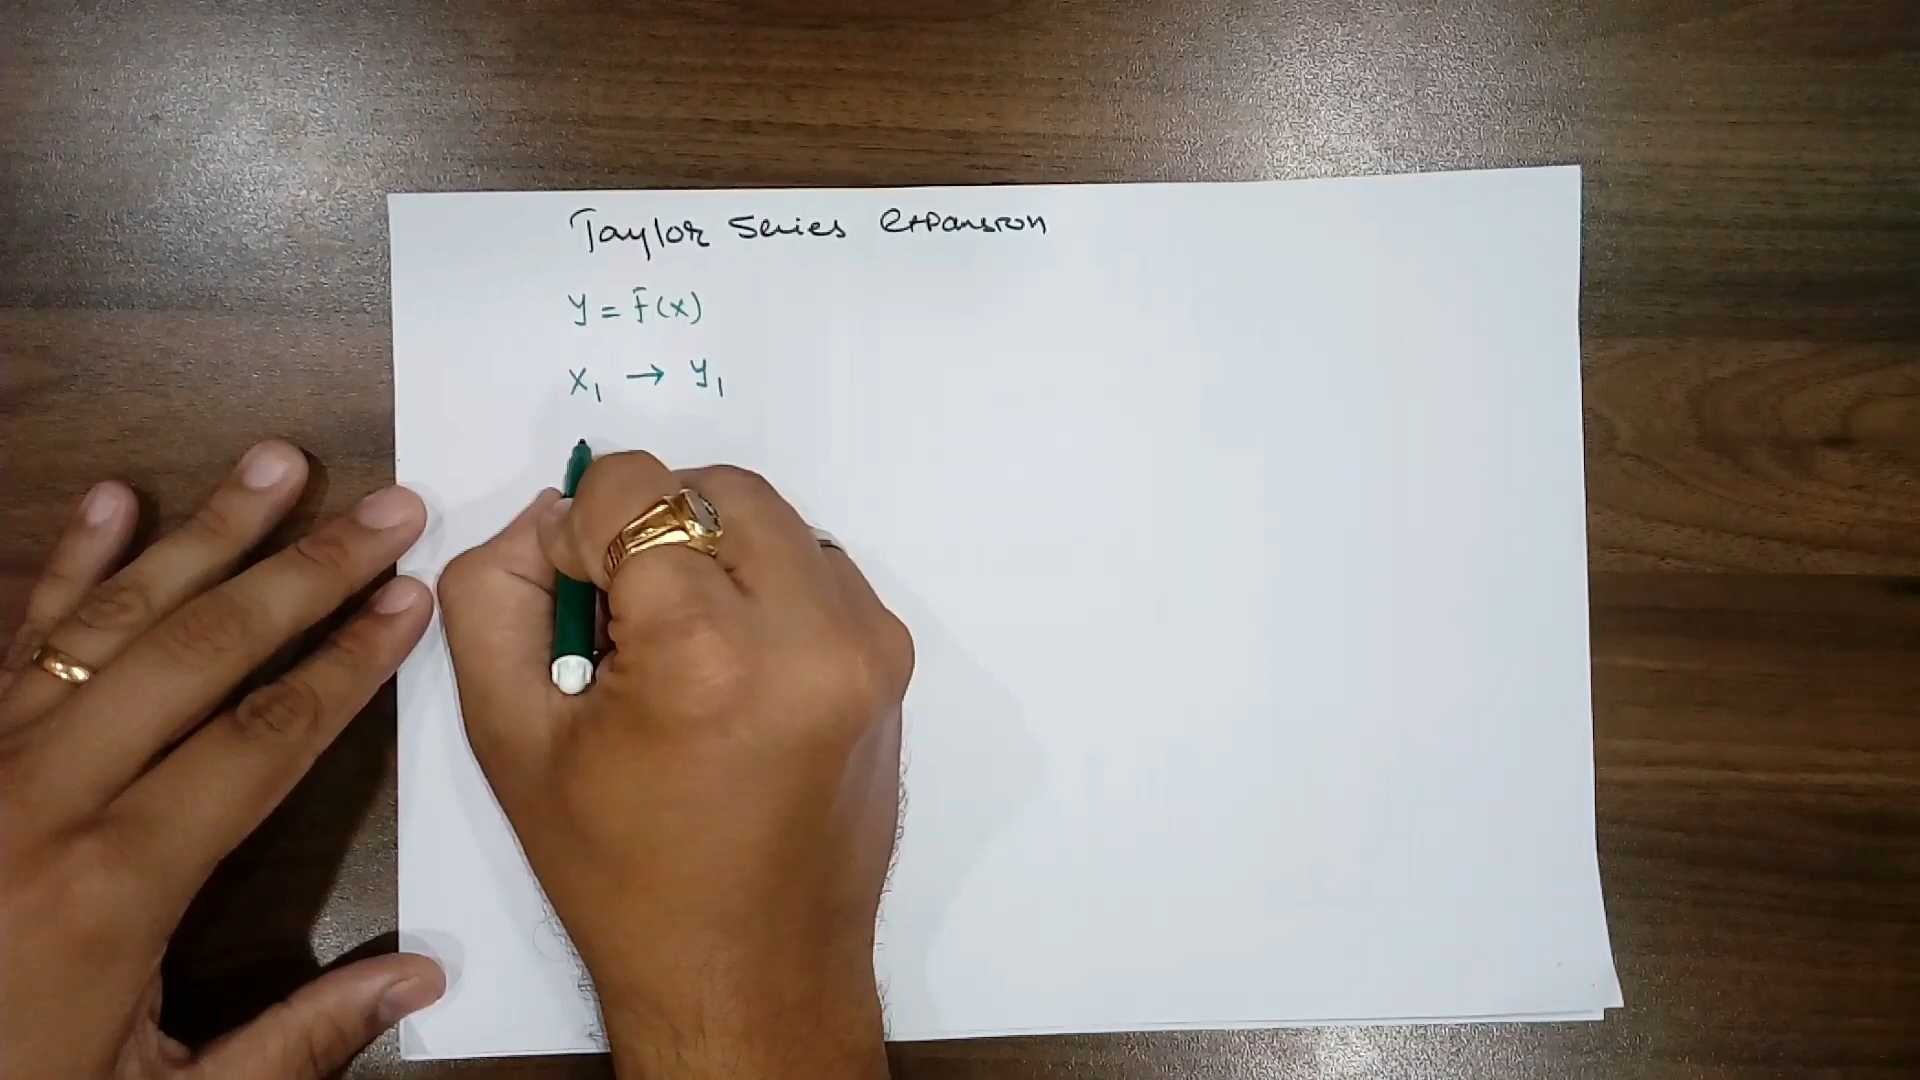 Taylor Series expansion
y = f(x)
x₁ → y₁